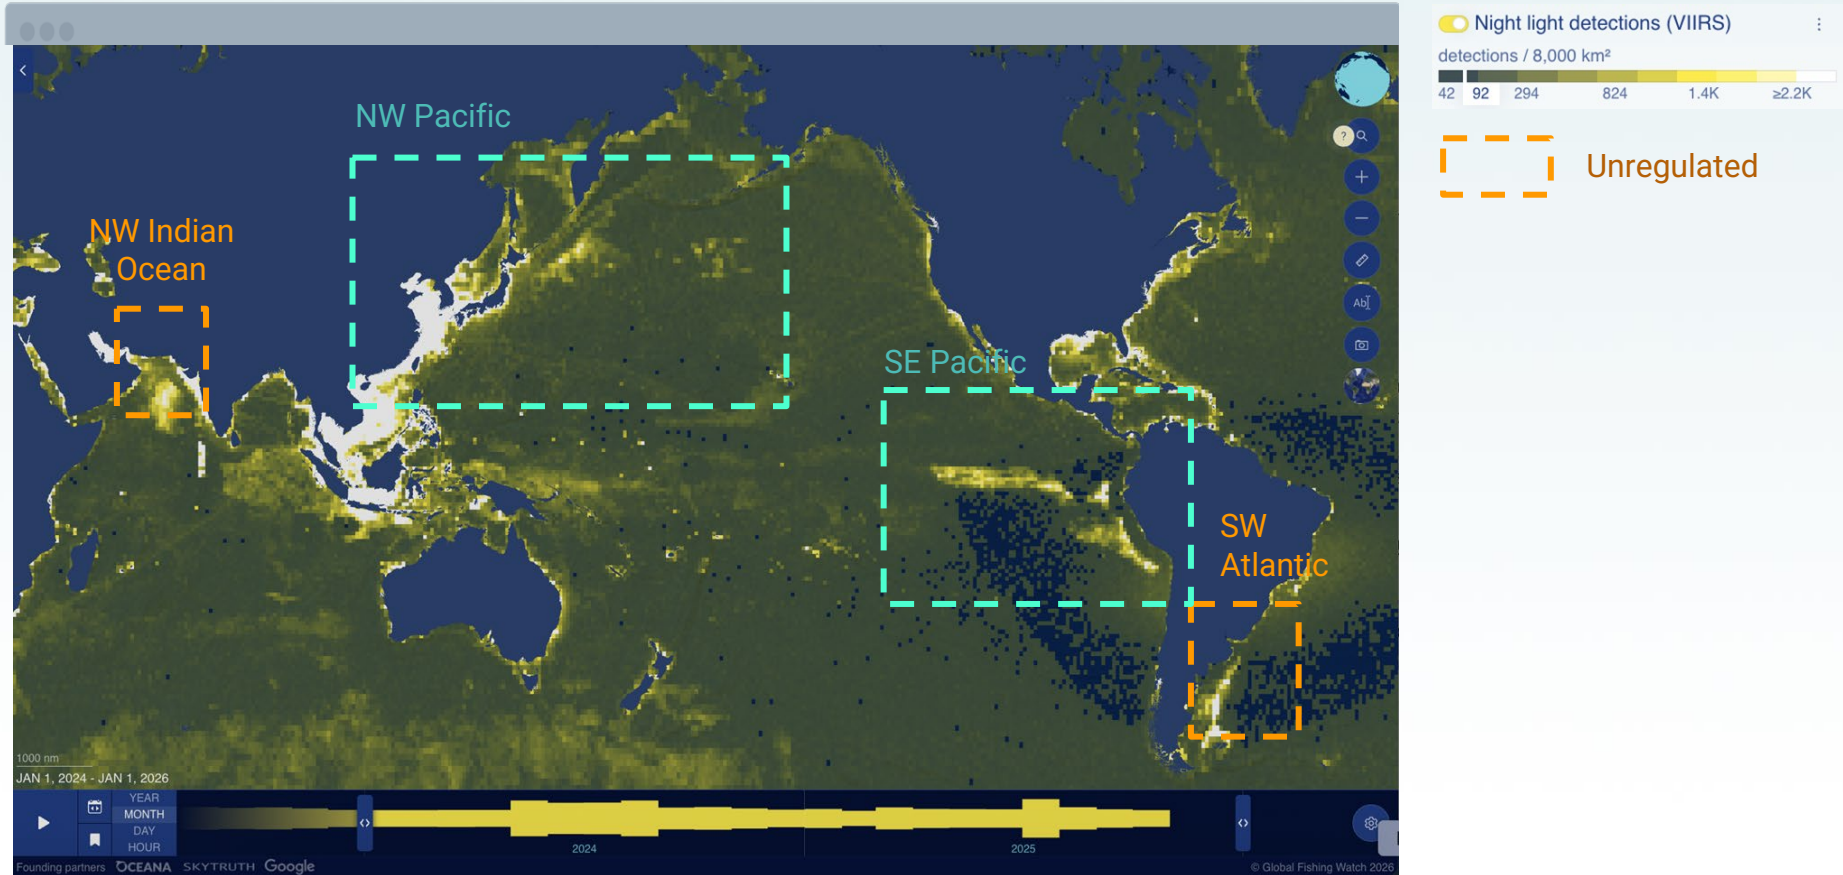 NW Pacific
NW Indian
Ocean
SE Pacific
SW
Atlantic
?
Ab
1000 nm
JAN 1, 2024 - JAN 1, 2026
YEAR
MONTH
DAY
HOUR
2024
2025
Founding partners OCEANA SKYTRUTH Google
© Global Fishing Watch 2026
Night light detections (VIIRS)
detections / 8,000 km²
42 92 294 824 1.4K ≥2.2K
Unregulated